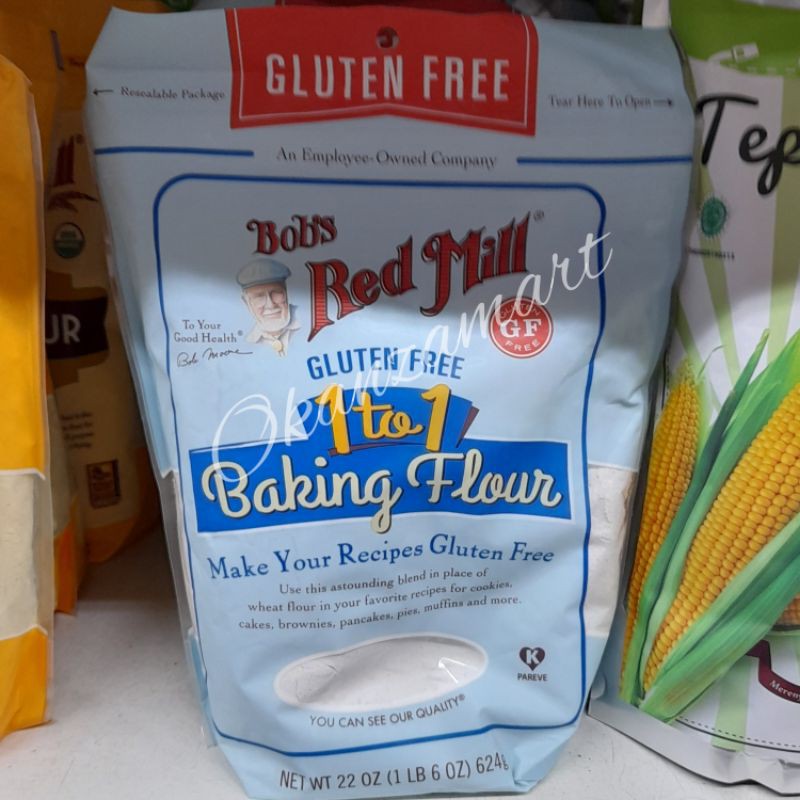 GLUTEN FREE
← Resealable Package
Tear Here To Open →
An Employee-Owned Company
Bob's
Red Mill®
To Your
Good Health®
Bob Moore
GF
FREE
GLUTEN FREE
1 to 1
Baking Flour
Make Your Recipes Gluten Free
Use this astounding blend in place of
wheat flour in your favorite recipes for cookies,
cakes, brownies, pancakes, pies, muffins and more.
K
PAREVE
YOU CAN SEE OUR QUALITY®
NET WT 22 OZ (1 LB 6 OZ) 624g
Okanzamart
Tep
UR